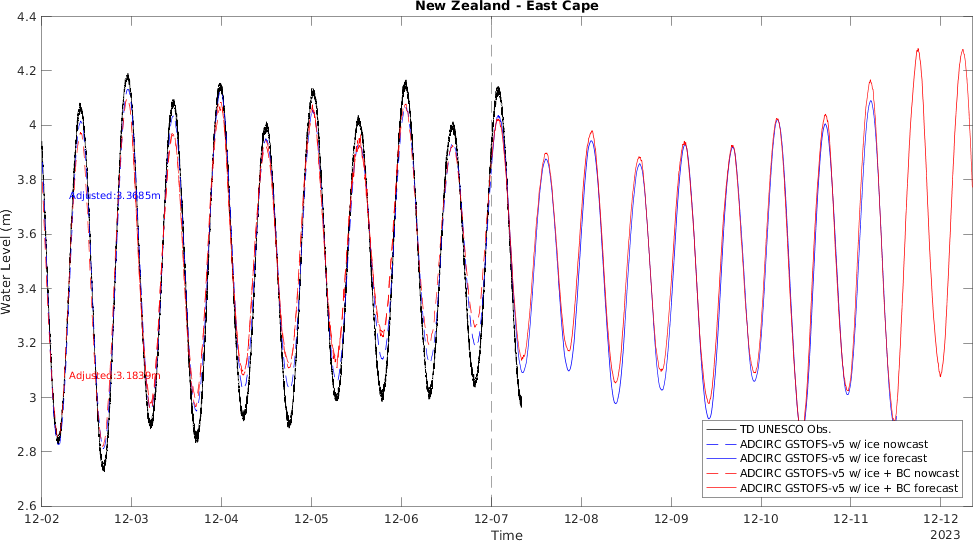 New Zealand - East Cape
4.4
4.2
4
3.8
3.6
3.4
3.2
3
2.8
2.6
Water Level (m)
Adjusted:3.3685m
Adjusted:3.1839m
TD UNESCO Obs.
ADCIRC GSTOFS-v5 w/ ice nowcast
ADCIRC GSTOFS-v5 w/ ice forecast
ADCIRC GSTOFS-v5 w/ ice + BC nowcast
ADCIRC GSTOFS-v5 w/ ice + BC forecast
12-02 12-03 12-04 12-05 12-06 12-07 12-08 12-09 12-10 12-11 12-12
2023
Time